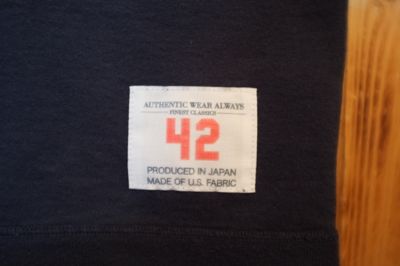 AUTHENTIC WEAR ALWAYS
FINEST CLASSICS
42
PRODUCED IN JAPAN
MADE OF U.S. FABRIC